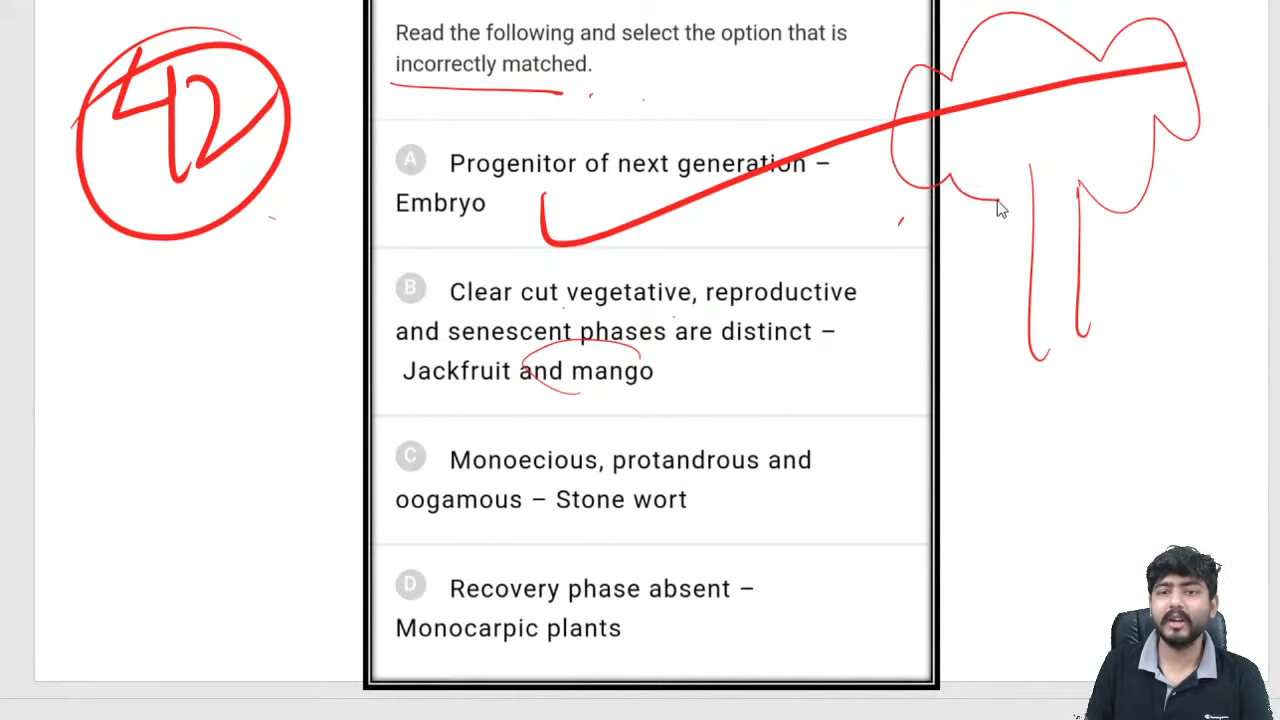 42
Read the following and select the option that is
incorrectly matched.
A Progenitor of next generation –
Embryo
B Clear cut vegetative, reproductive
and senescent phases are distinct –
Jackfruit and mango
C Monoecious, protandrous and
oogamous – Stone wort
D Recovery phase absent –
Monocarpic plants